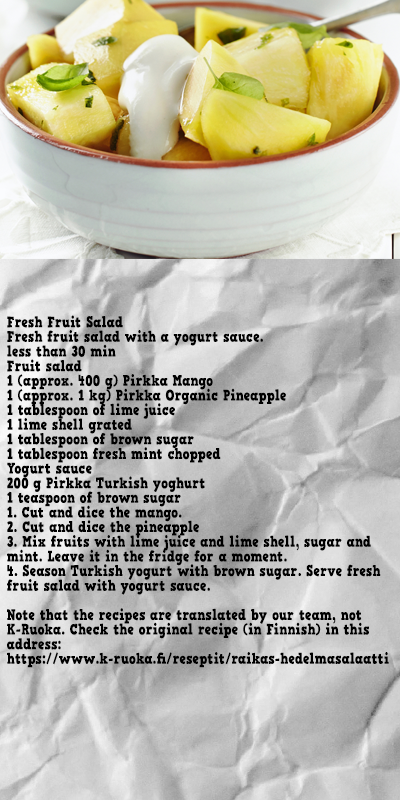 Fresh Fruit Salad
Fresh fruit salad with a yogurt sauce.
less than 30 min
Fruit salad
1 (approx. 400 g) Pirkka Mango
1 (approx. 1 kg) Pirkka Organic Pineapple
1 tablespoon of lime juice
1 lime shell grated
1 tablespoon of brown sugar
1 tablespoon fresh mint chopped
Yogurt sauce
200 g Pirkka Turkish yoghurt
1 teaspoon of brown sugar
1. Cut and dice the mango.
2. Cut and dice the pineapple
3. Mix fruits with lime juice and lime shell, sugar and
mint. Leave it in the fridge for a moment.
4. Season Turkish yogurt with brown sugar. Serve fresh
fruit salad with yogurt sauce.
Note that the recipes are translated by our team, not
K-Ruoka. Check the original recipe (in Finnish) in this
address:
https://www.k-ruoka.fi/reseptit/raikas-hedelmasalaatti